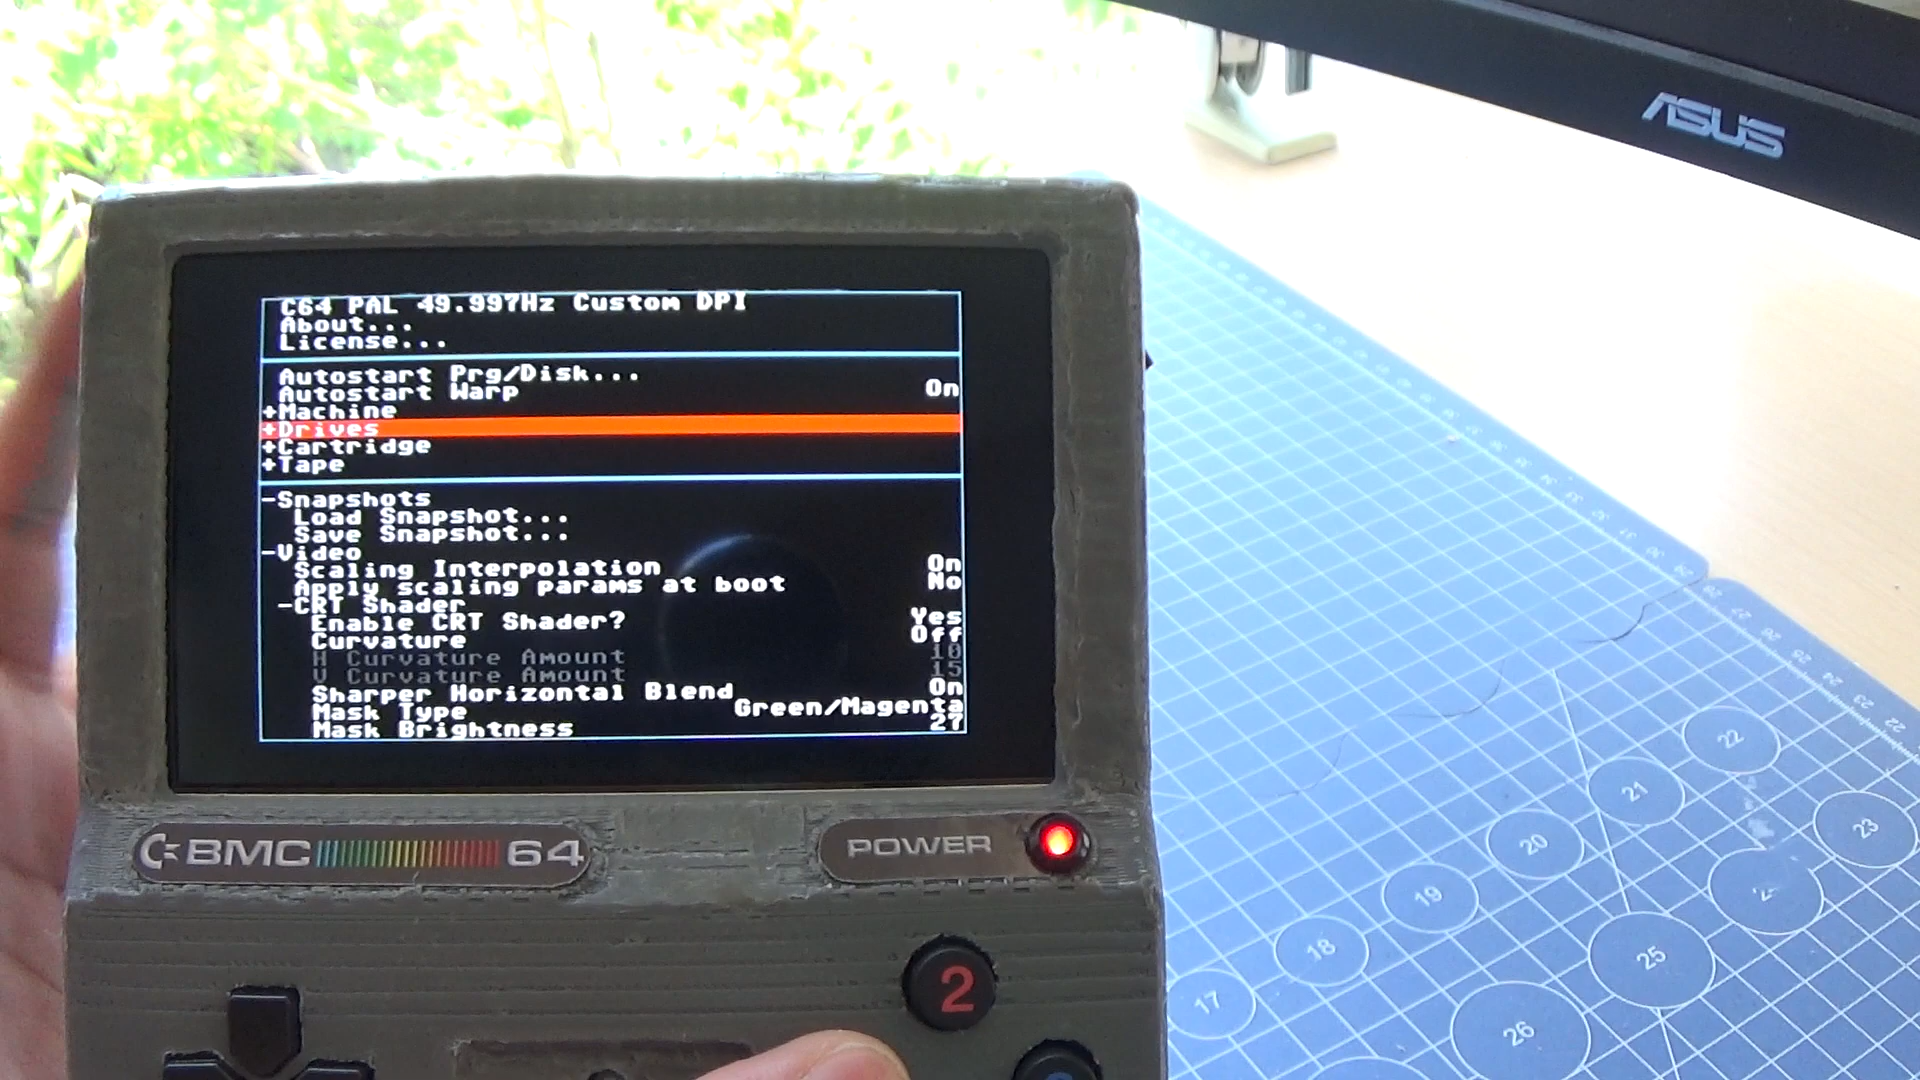 ASUS
C64 PAL 49.997Hz Custom DPI
About...
License...
Autostart Prg/Disk...
Autostart Warp On
+Machine
+Drives
+Cartridge
+Tape
-Snapshots
Load Snapshot...
Save Snapshot...
-Video
Scaling Interpolation On
Apply scaling params at boot No
-CRT Shader
Enable CRT Shader? Yes
Curvature Off
H Curvature Amount 10
V Curvature Amount 15
Sharper Horizontal Blend On
Mask Type Green/Magenta
Mask Brightness 27
BMC 64
POWER
2
22
21
23
20
19
18
25
17
26